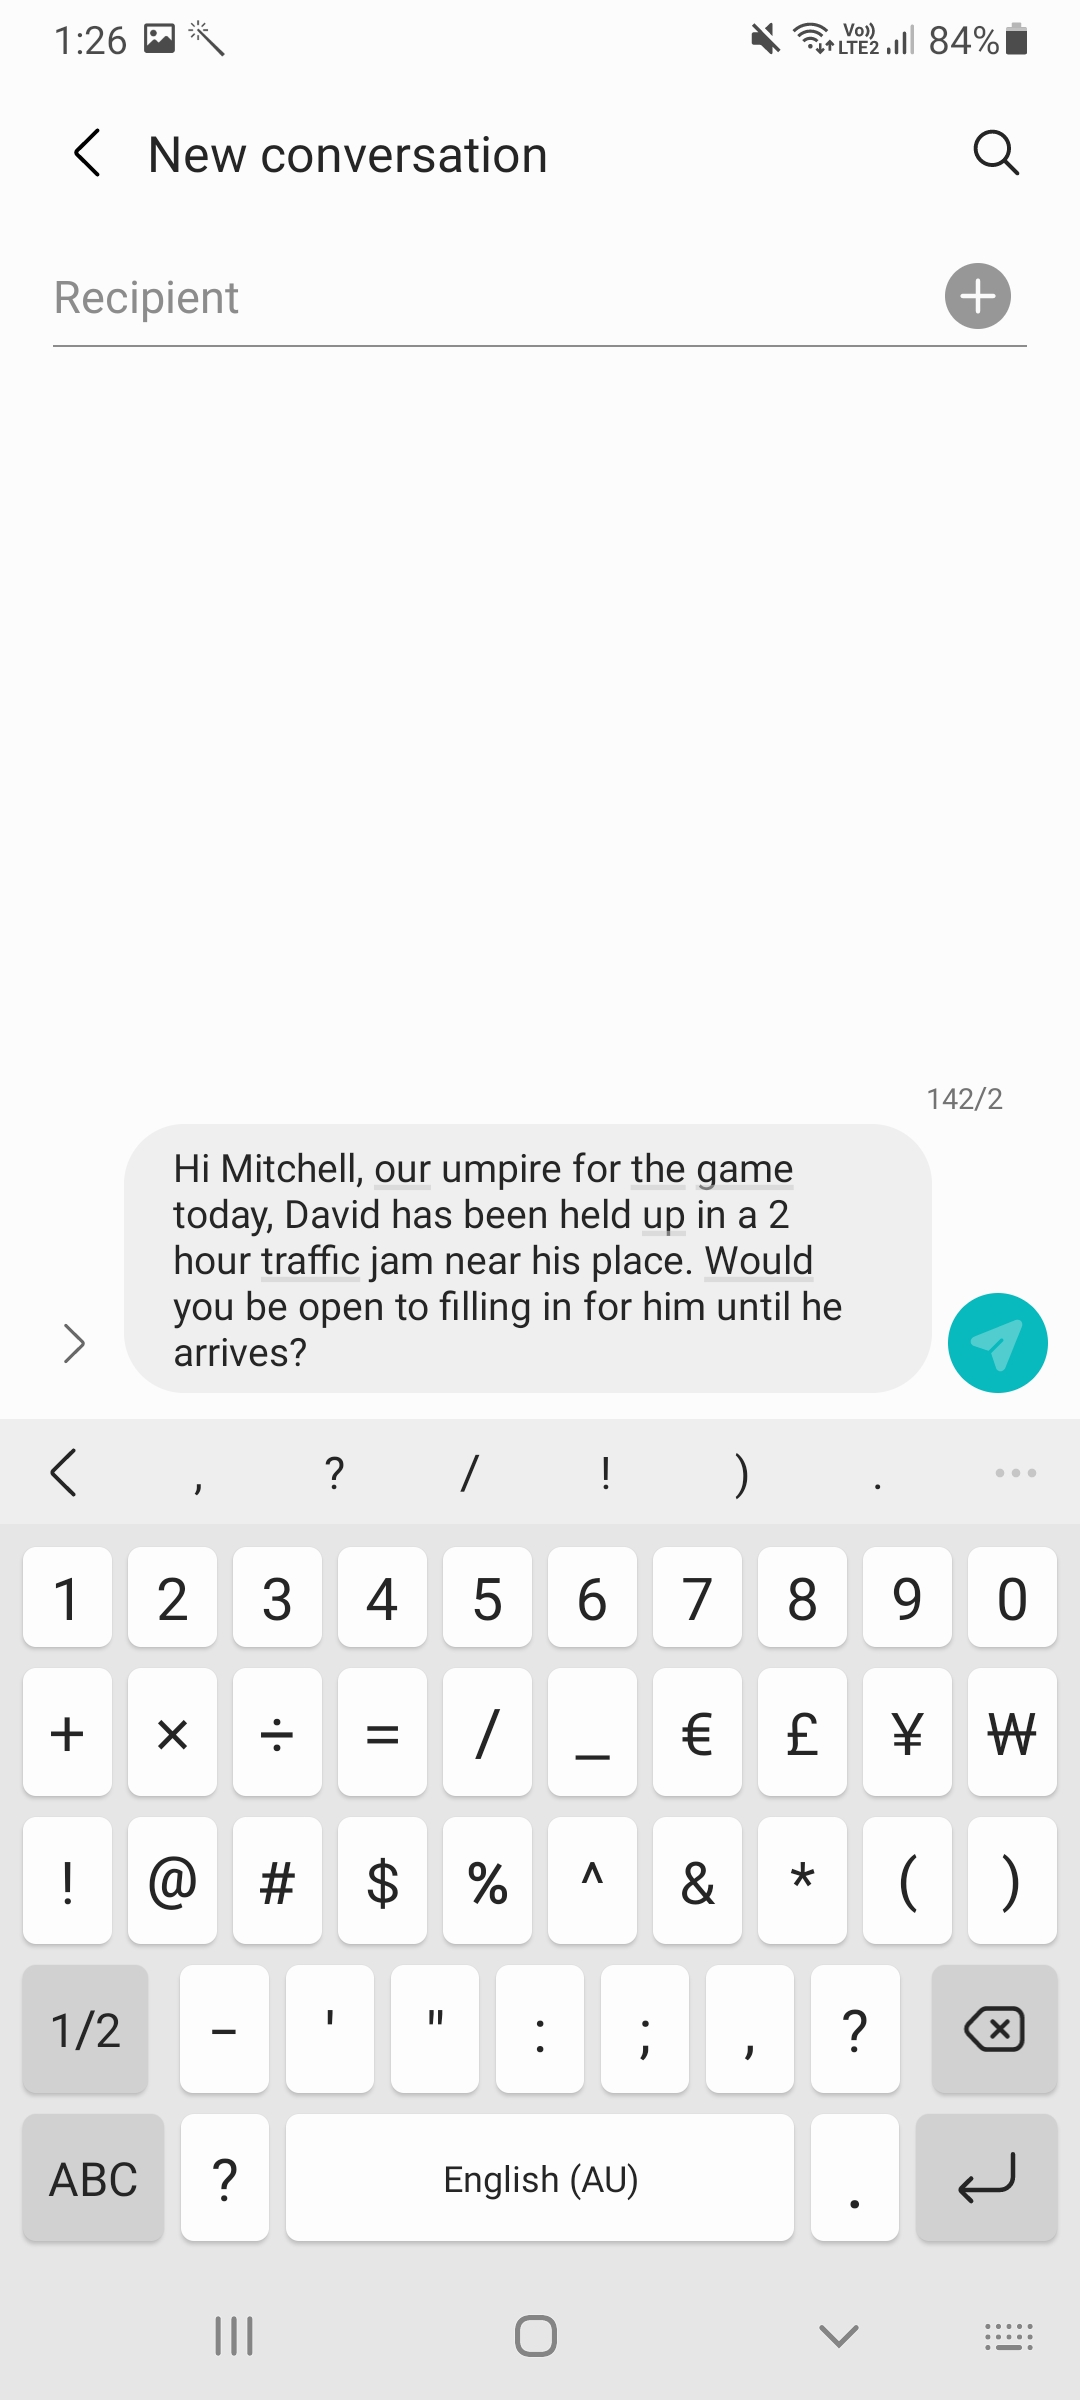 1:26 Vo)) LTE2 84%
New conversation
Recipient
142/2
Hi Mitchell, our umpire for the game
today, David has been held up in a 2
hour traffic jam near his place. Would
you be open to filling in for him until he
arrives?
, ? / ! ) .
1 2 3 4 5 6 7 8 9 0
+ × ÷ = / _ € £ ¥ ₩
! @ # $ % ^ & * ( )
1/2 - ' " : ; , ?
ABC ? English (AU) .